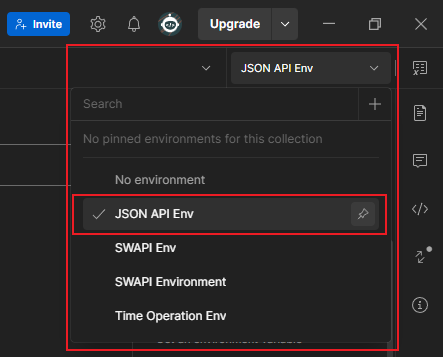 Invite
Upgrade
JSON API Env
Search
No pinned environments for this collection
No environment
JSON API Env
SWAPI Env
SWAPI Environment
Time Operation Env